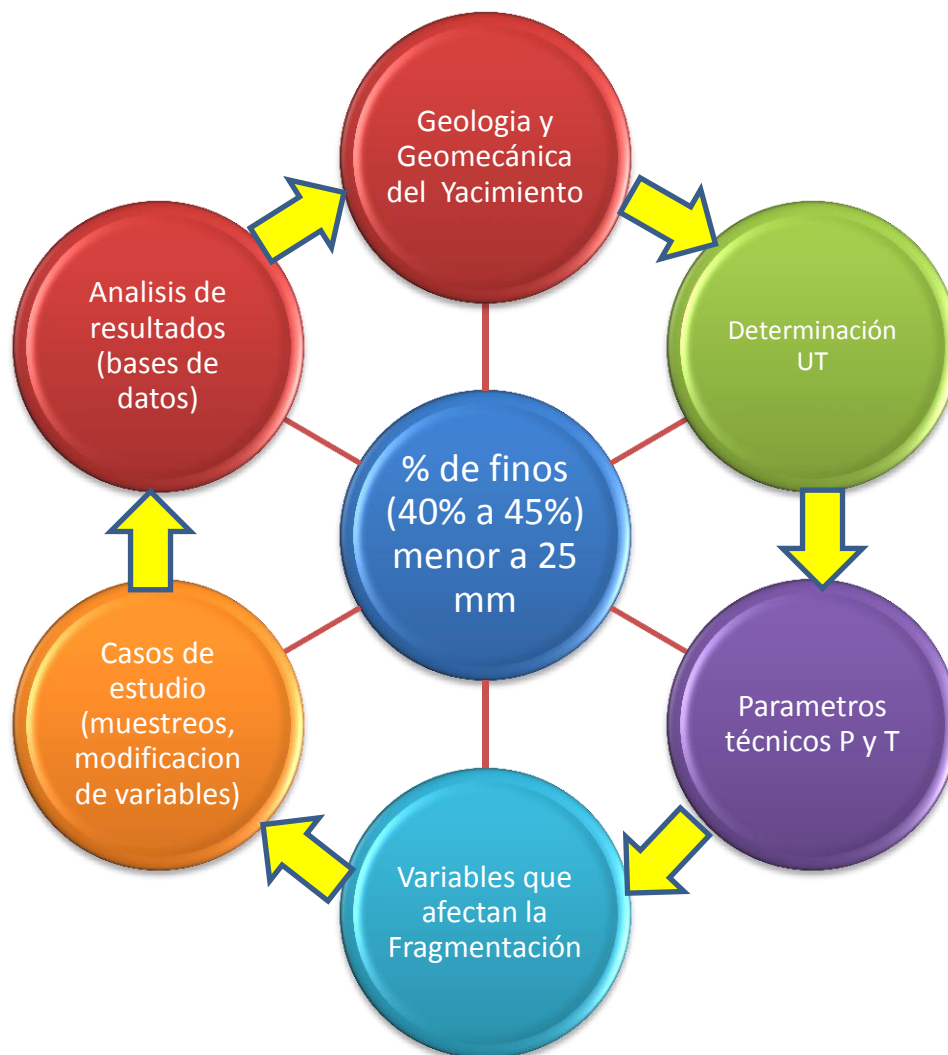 Geologia y
Geomecánica
del Yacimiento
Determinación
UT
Parametros
técnicos P y T
Variables que
afectan la
Fragmentación
Casos de
estudio
(muestreos,
modificacion
de variables)
Analisis de
resultados
(bases de
datos)
% de finos
(40% a 45%)
menor a 25
mm